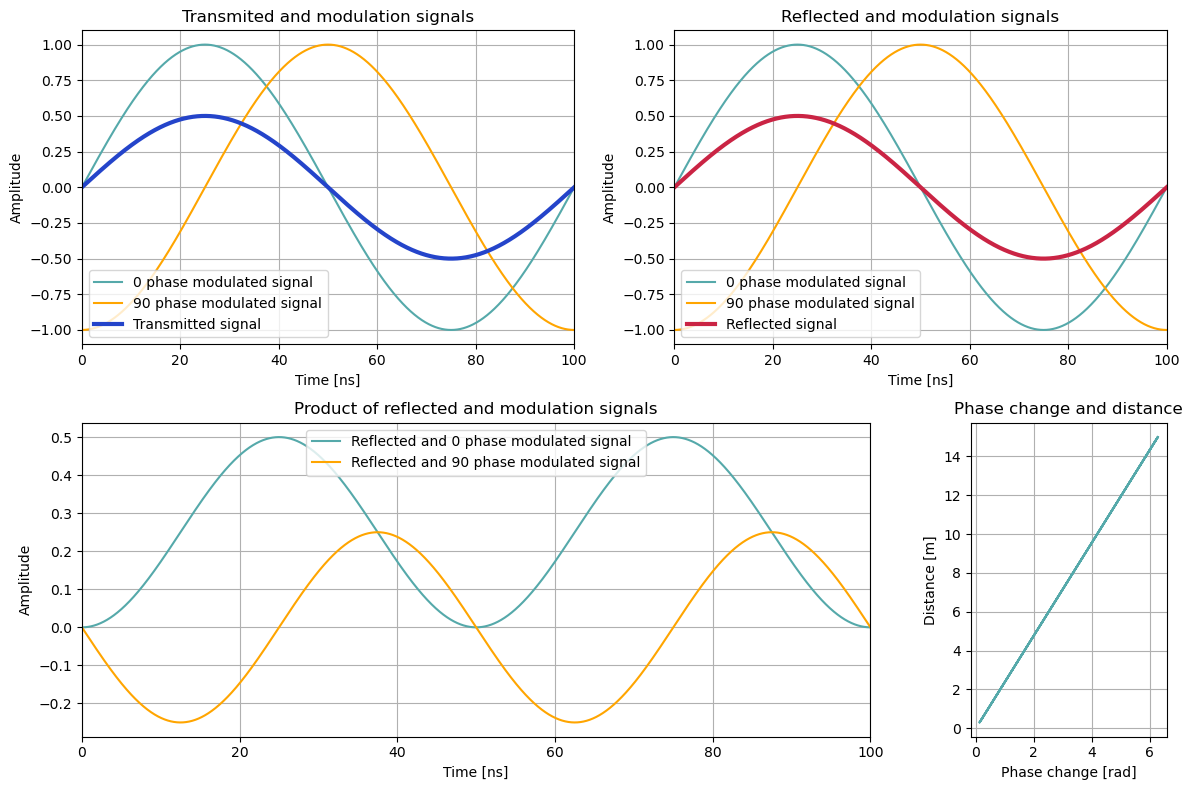 Transmited and modulation signals
Amplitude
1.00
0.75
0.50
0.25
0.00
−0.25
−0.50
−0.75
−1.00
0 phase modulated signal
90 phase modulated signal
Transmitted signal
0 20 40 60 80 100
Time [ns]
Reflected and modulation signals
Amplitude
1.00
0.75
0.50
0.25
0.00
−0.25
−0.50
−0.75
−1.00
0 phase modulated signal
90 phase modulated signal
Reflected signal
0 20 40 60 80 100
Time [ns]
Product of reflected and modulation signals
Amplitude
0.5
0.4
0.3
0.2
0.1
0.0
−0.1
−0.2
Reflected and 0 phase modulated signal
Reflected and 90 phase modulated signal
0 20 40 60 80 100
Time [ns]
Phase change and distance
Distance [m]
14
12
10
8
6
4
2
0
0 2 4 6
Phase change [rad]